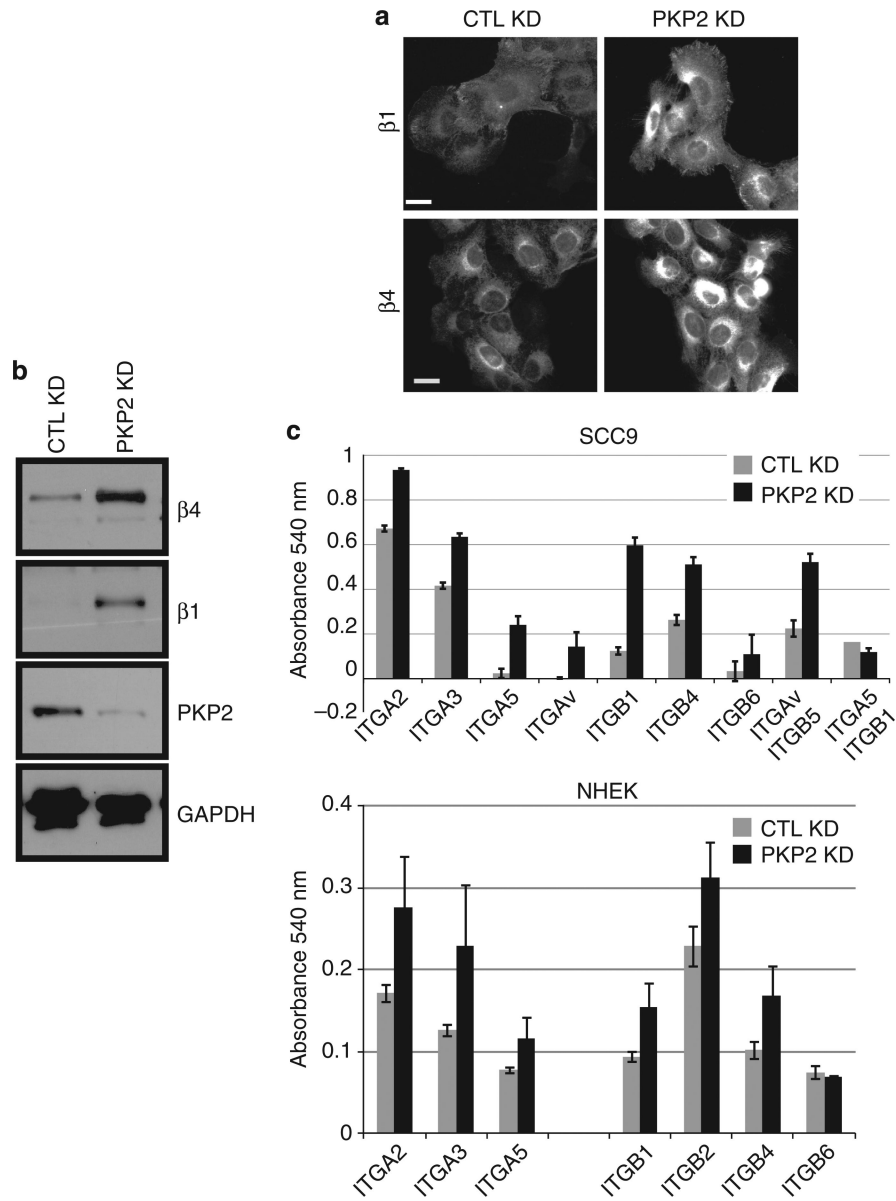 a
CTL KD
PKP2 KD
β1
β4
b
CTL KD
PKP2 KD
β4
β1
PKP2
GAPDH
c
SCC9
CTL KD
PKP2 KD
Absorbance 540 nm
1
0.8
0.6
0.4
0.2
0
–0.2
ITGA2
ITGA3
ITGA5
ITGAv
ITGB1
ITGB4
ITGB6
ITGAv
ITGB5
ITGA5
ITGB1
NHEK
CTL KD
PKP2 KD
Absorbance 540 nm
0.4
0.3
0.2
0.1
0
ITGA2
ITGA3
ITGA5
ITGB1
ITGB2
ITGB4
ITGB6